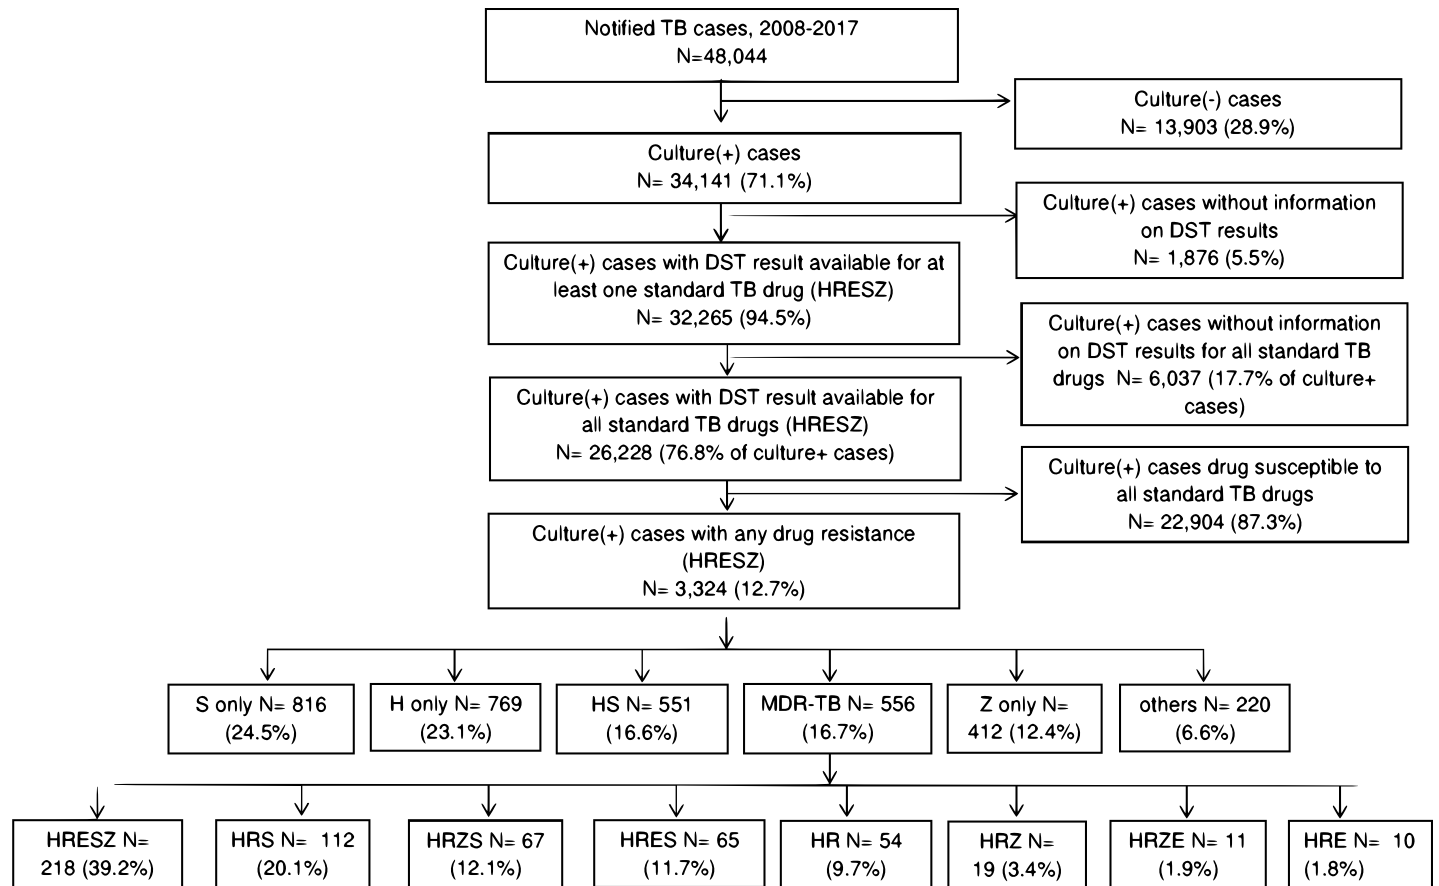 Notified TB cases, 2008-2017
N=48,044
Culture(-) cases
N= 13,903 (28.9%)
Culture(+) cases
N= 34,141 (71.1%)
Culture(+) cases without information
on DST results
N= 1,876 (5.5%)
Culture(+) cases with DST result available for at
least one standard TB drug (HRESZ)
N= 32,265 (94.5%)
Culture(+) cases without information
on DST results for all standard TB
drugs N= 6,037 (17.7% of culture+
cases)
Culture(+) cases with DST result available for
all standard TB drugs (HRESZ)
N= 26,228 (76.8% of culture+ cases)
Culture(+) cases drug susceptible to
all standard TB drugs
N= 22,904 (87.3%)
Culture(+) cases with any drug resistance
(HRESZ)
N= 3,324 (12.7%)
S only N= 816
(24.5%)
H only N= 769
(23.1%)
HS N= 551
(16.6%)
MDR-TB N= 556
(16.7%)
Z only N=
412 (12.4%)
others N= 220
(6.6%)
HRESZ N=
218 (39.2%)
HRS N= 112
(20.1%)
HRZS N= 67
(12.1%)
HRES N= 65
(11.7%)
HR N= 54
(9.7%)
HRZ N=
19 (3.4%)
HRZE N= 11
(1.9%)
HRE N= 10
(1.8%)